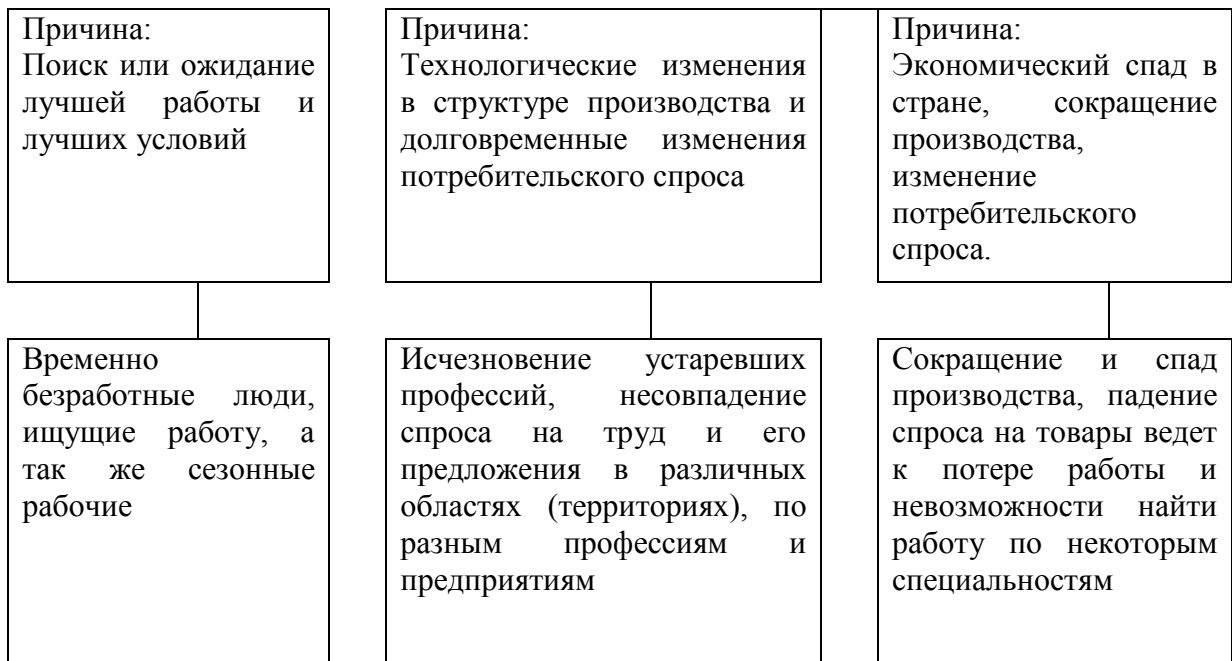 Причина:
Поиск или ожидание
лучшей работы и
лучших условий
Причина:
Технологические изменения
в структуре производства и
долговременные изменения
потребительского спроса
Причина:
Экономический спад в
стране, сокращение
производства,
изменение
потребительского
спроса.
Временно
безработные люди,
ищущие работу, а
так же сезонные
рабочие
Исчезновение устаревших
профессий, несовпадение
спроса на труд и его
предложения в различных
областях (территориях), по
разным профессиям и
предприятиям
Сокращение и спад
производства, падение
спроса на товары ведет
к потере работы и
невозможности найти
работу по некоторым
специальностям